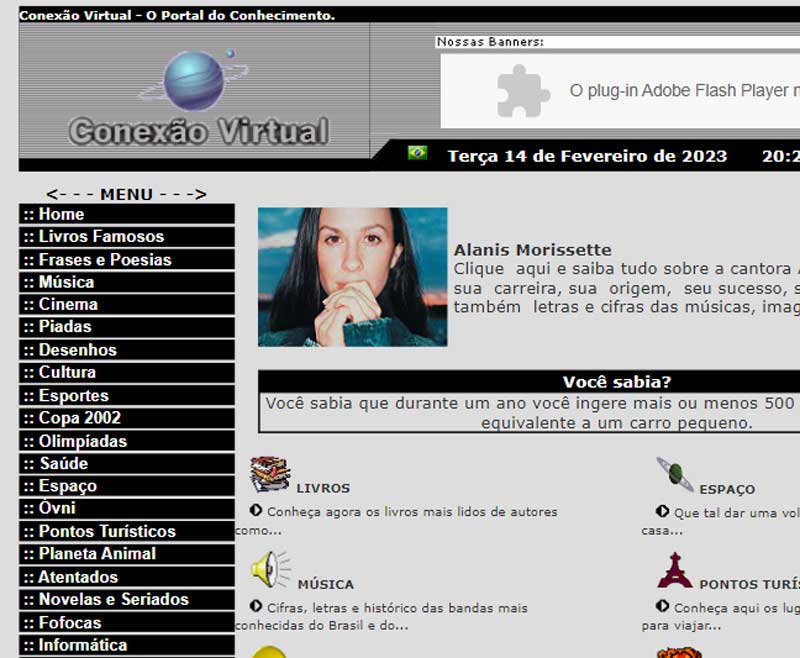 Conexão Virtual - O Portal do Conhecimento.
Nossas Banners:
O plug-in Adobe Flash Player
Conexão Virtual
Terça 14 de Fevereiro de 2023 20:2
<- - - MENU - - ->
:: Home
:: Livros Famosos
:: Frases e Poesias
:: Música
:: Cinema
:: Piadas
:: Desenhos
:: Cultura
:: Esportes
:: Copa 2002
:: Olimpíadas
:: Saúde
:: Espaço
:: Óvni
:: Pontos Turísticos
:: Planeta Animal
:: Atentados
:: Novelas e Seriados
:: Fofocas
:: Informática
Alanis Morissette
Clique aqui e saiba tudo sobre a cantora
sua carreira, sua origem, seu sucesso,
também letras e cifras das músicas, imag
Você sabia?
Você sabia que durante um ano você ingere mais ou menos 500
equivalente a um carro pequeno.
LIVROS
Conheça agora os livros mais lidos de autores
como...
ESPAÇO
Que tal dar uma vol
casa...
MÚSICA
Cifras, letras e histórico das bandas mais
conhecidas do Brasil e do...
PONTOS TURÍS
Conheça aqui os lug
para viajar...